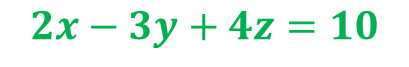 2x − 3y + 4z = 10